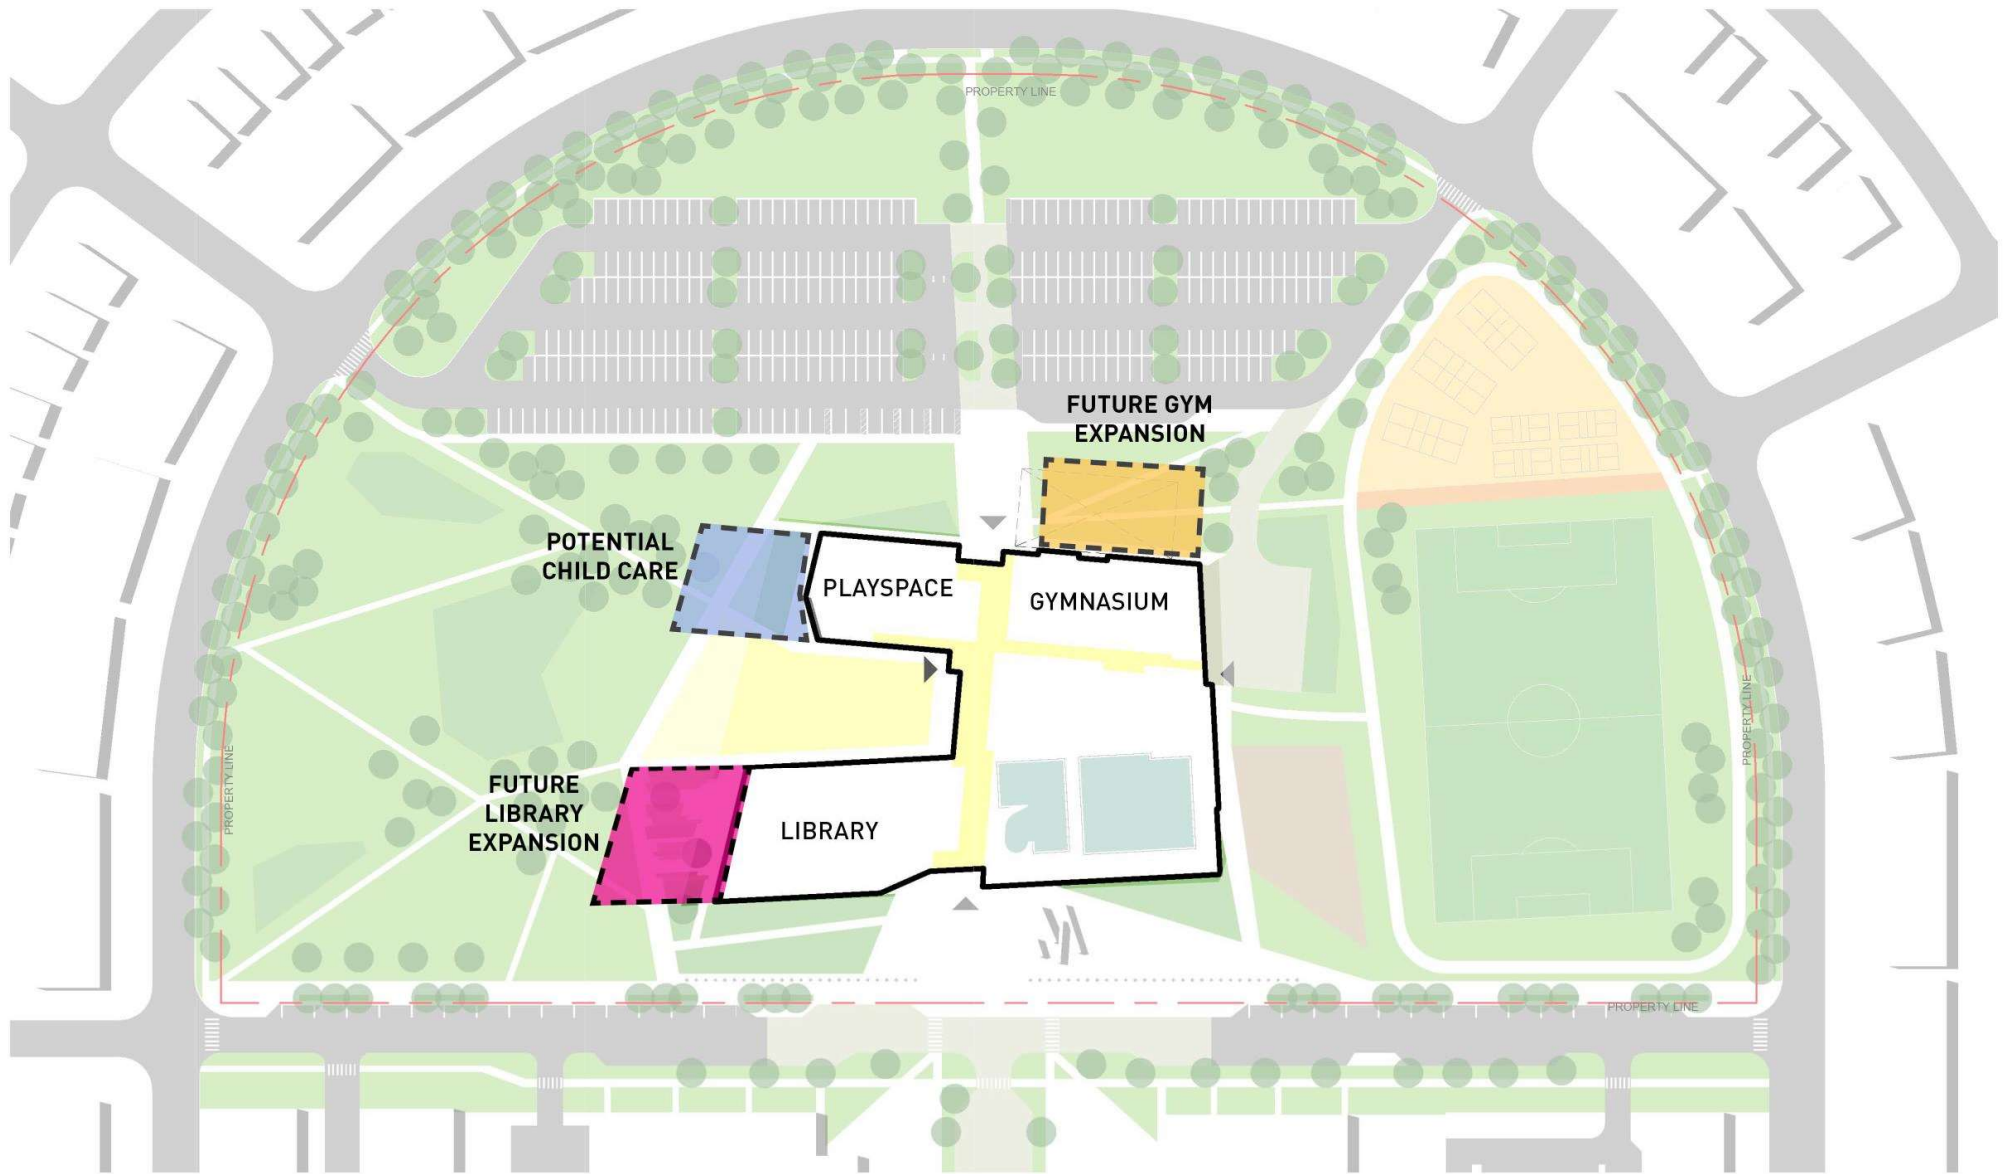 PROPERTY LINE
FUTURE GYM
EXPANSION
POTENTIAL
CHILD CARE
PLAYSPACE
GYMNASIUM
PROPERTY LINE
PROPERTY LINE
FUTURE
LIBRARY
EXPANSION
LIBRARY
PROPERTY LINE